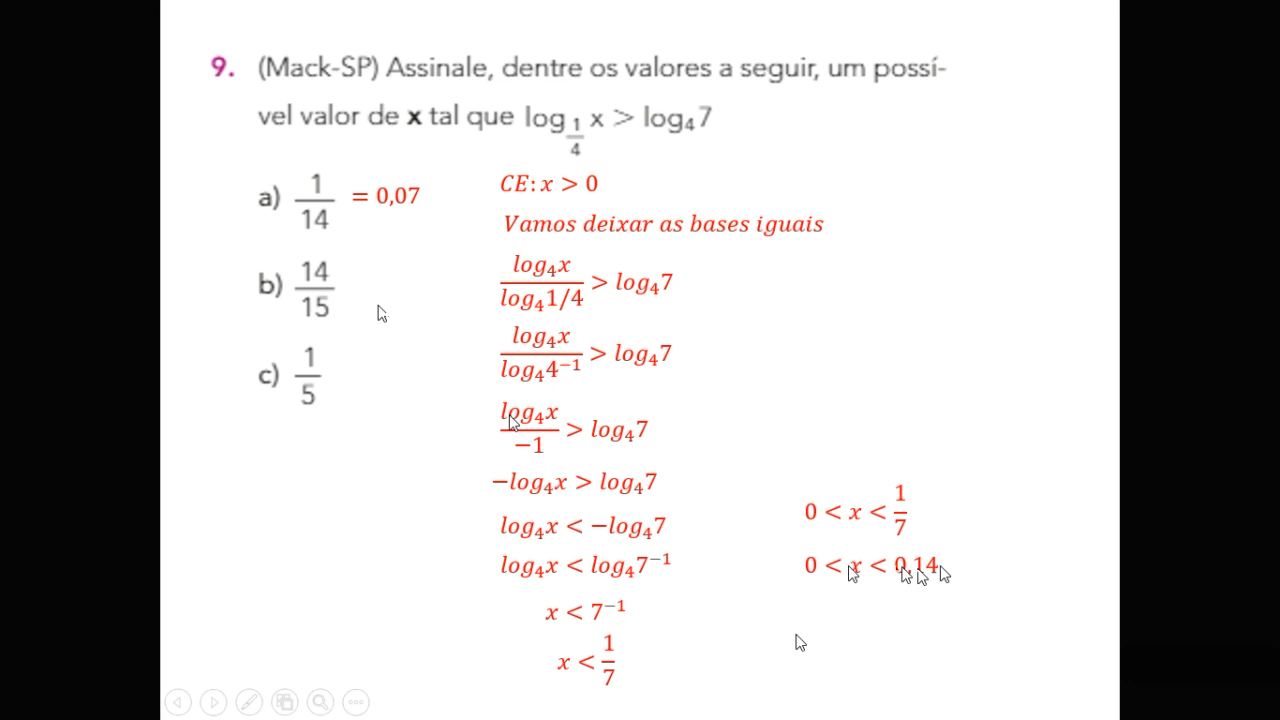 9. (Mack-SP) Assinale, dentre os valores a seguir, um possí-
vel valor de x tal que log_{1/4} x > log₄7
a) 1/14 = 0,07
b) 14/15
c) 1/5
CE: x > 0
Vamos deixar as bases iguais
log₄x / log₄1/4 > log₄7
log₄x / log₄4⁻¹ > log₄7
log₄x / −1 > log₄7
−log₄x > log₄7
log₄x < −log₄7
log₄x < log₄7⁻¹
x < 7⁻¹
x < 1/7
0 < x < 1/7
0 < x < 0,14